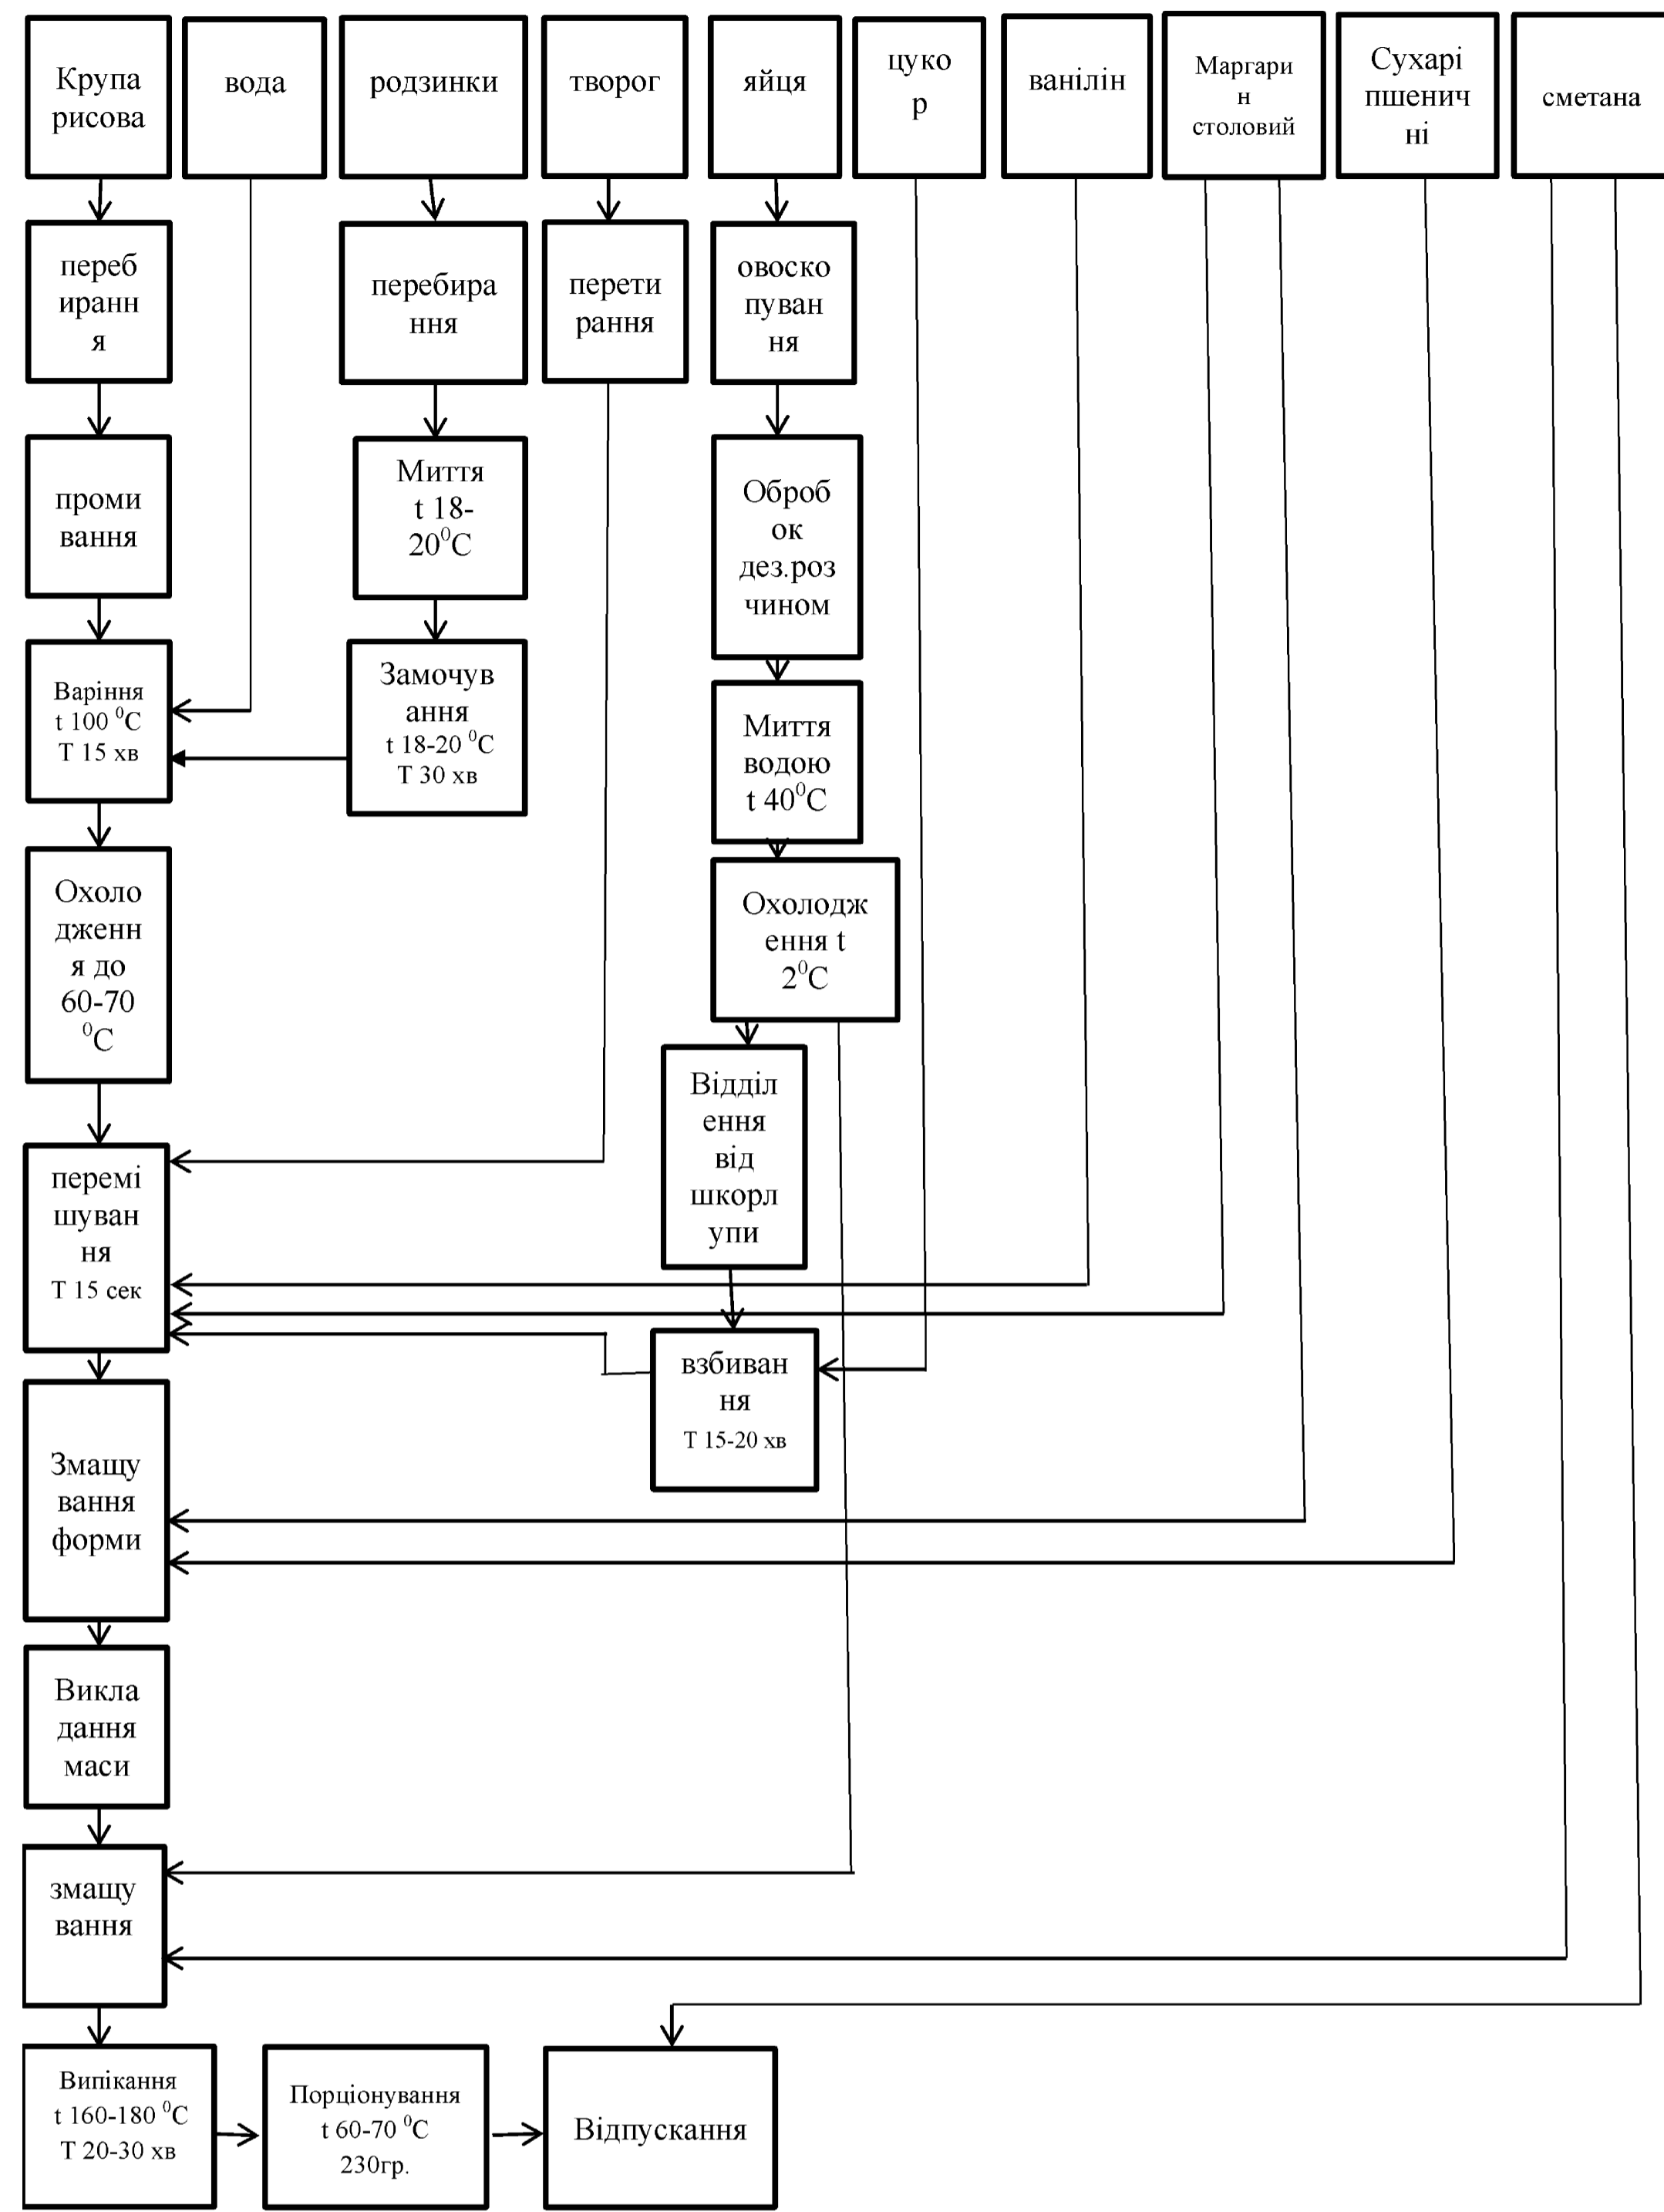 Крупа
рисова
вода
родзинки
творог
яйця
цуко
р
ванілін
Маргари
н
столовий
Сухарі
пшенич
ні
сметана
переб
иранн
я
перебира
ння
перети
рання
овоско
пуван
ня
проми
вання
Миття
t 18-
20⁰С
Оброб
ок
дез.роз
чином
Варіння
t 100 ⁰С
Т 15 хв
Замочув
ання
t 18-20 ⁰С
Т 30 хв
Миття
водою
t 40⁰С
Охоло
дженн
я до
60-70
⁰С
Охолодж
ення t
2⁰С
Відділ
ення
від
шкорл
упи
перемі
шуван
ня
Т 15 сек
взбиван
ня
Т 15-20 хв
Змащу
вання
форми
Викла
дання
маси
змащу
вання
Випікання
t 160-180 ⁰С
Т 20-30 хв
Порціонування
t 60-70 ⁰С
230гр.
Відпускання